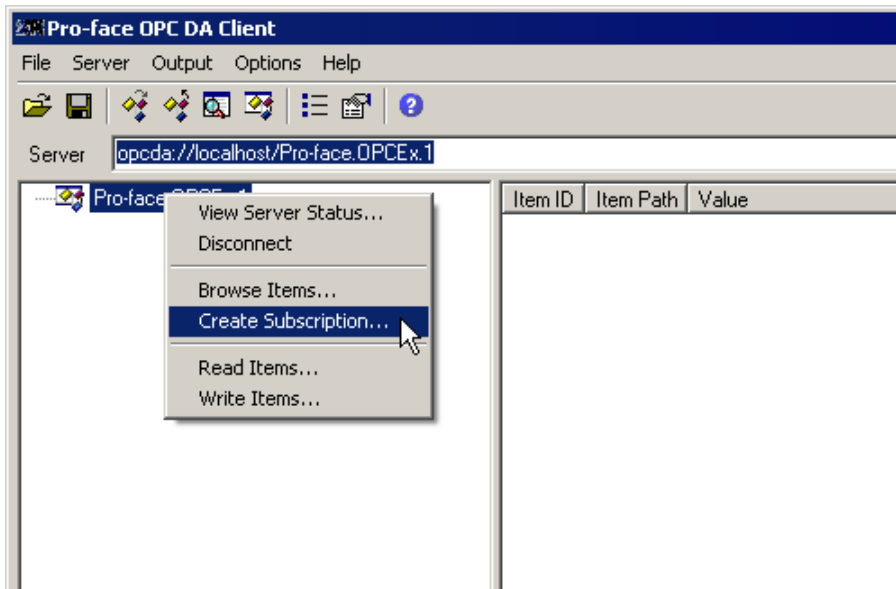 Pro-face OPC DA Client
File Server Output Options Help
Server opcda://localhost/Pro-face.OPCEx.1
Pro-face
Item ID Item Path Value
View Server Status...
Disconnect
Browse Items...
Create Subscription...
Read Items...
Write Items...